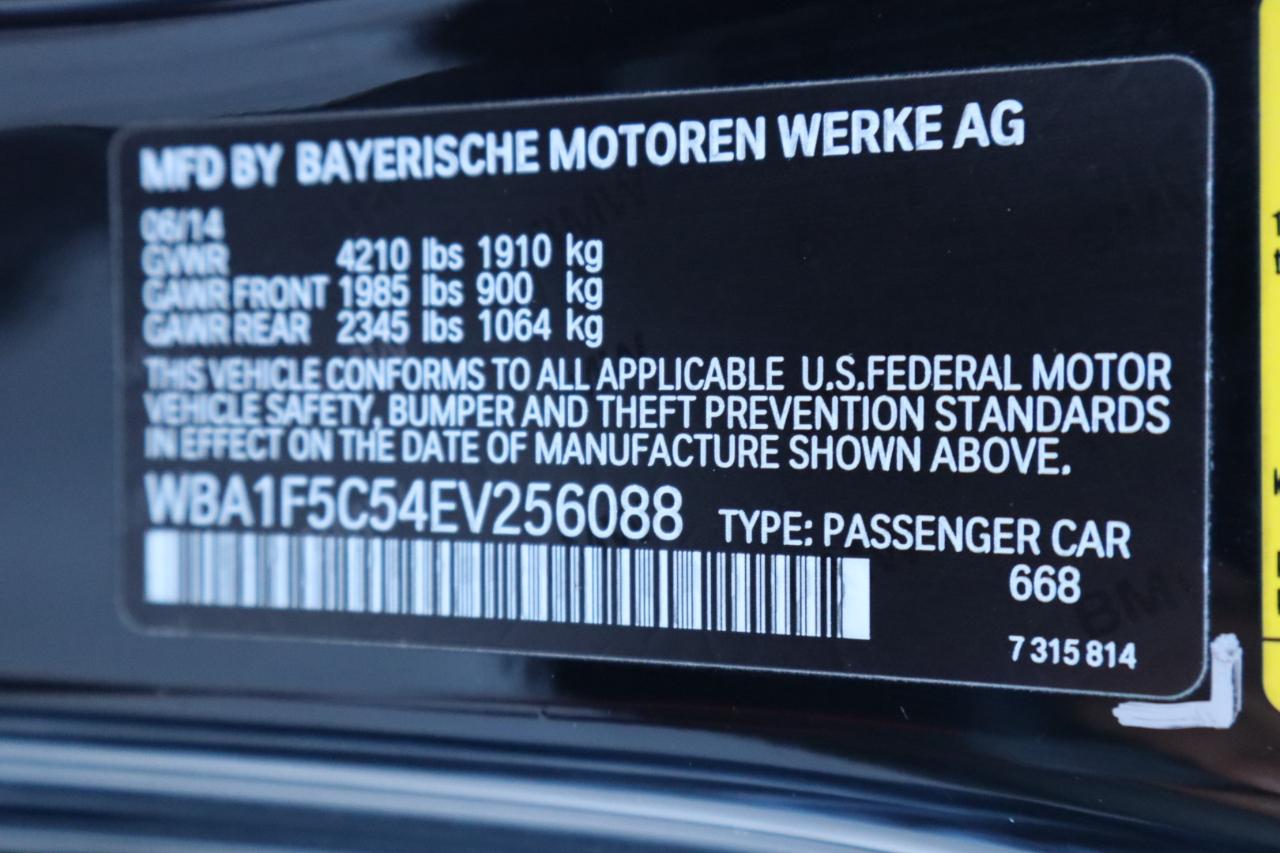 MFD BY BAYERISCHE MOTOREN WERKE AG
06/14
GVWR 4210 lbs 1910 kg
GAWR FRONT 1985 lbs 900 kg
GAWR REAR 2345 lbs 1064 kg
THIS VEHICLE CONFORMS TO ALL APPLICABLE U.S.FEDERAL MOTOR
VEHICLE SAFETY, BUMPER AND THEFT PREVENTION STANDARDS
IN EFFECT ON THE DATE OF MANUFACTURE SHOWN ABOVE.
WBA1F5C54EV256088 TYPE: PASSENGER CAR
668
7 315 814